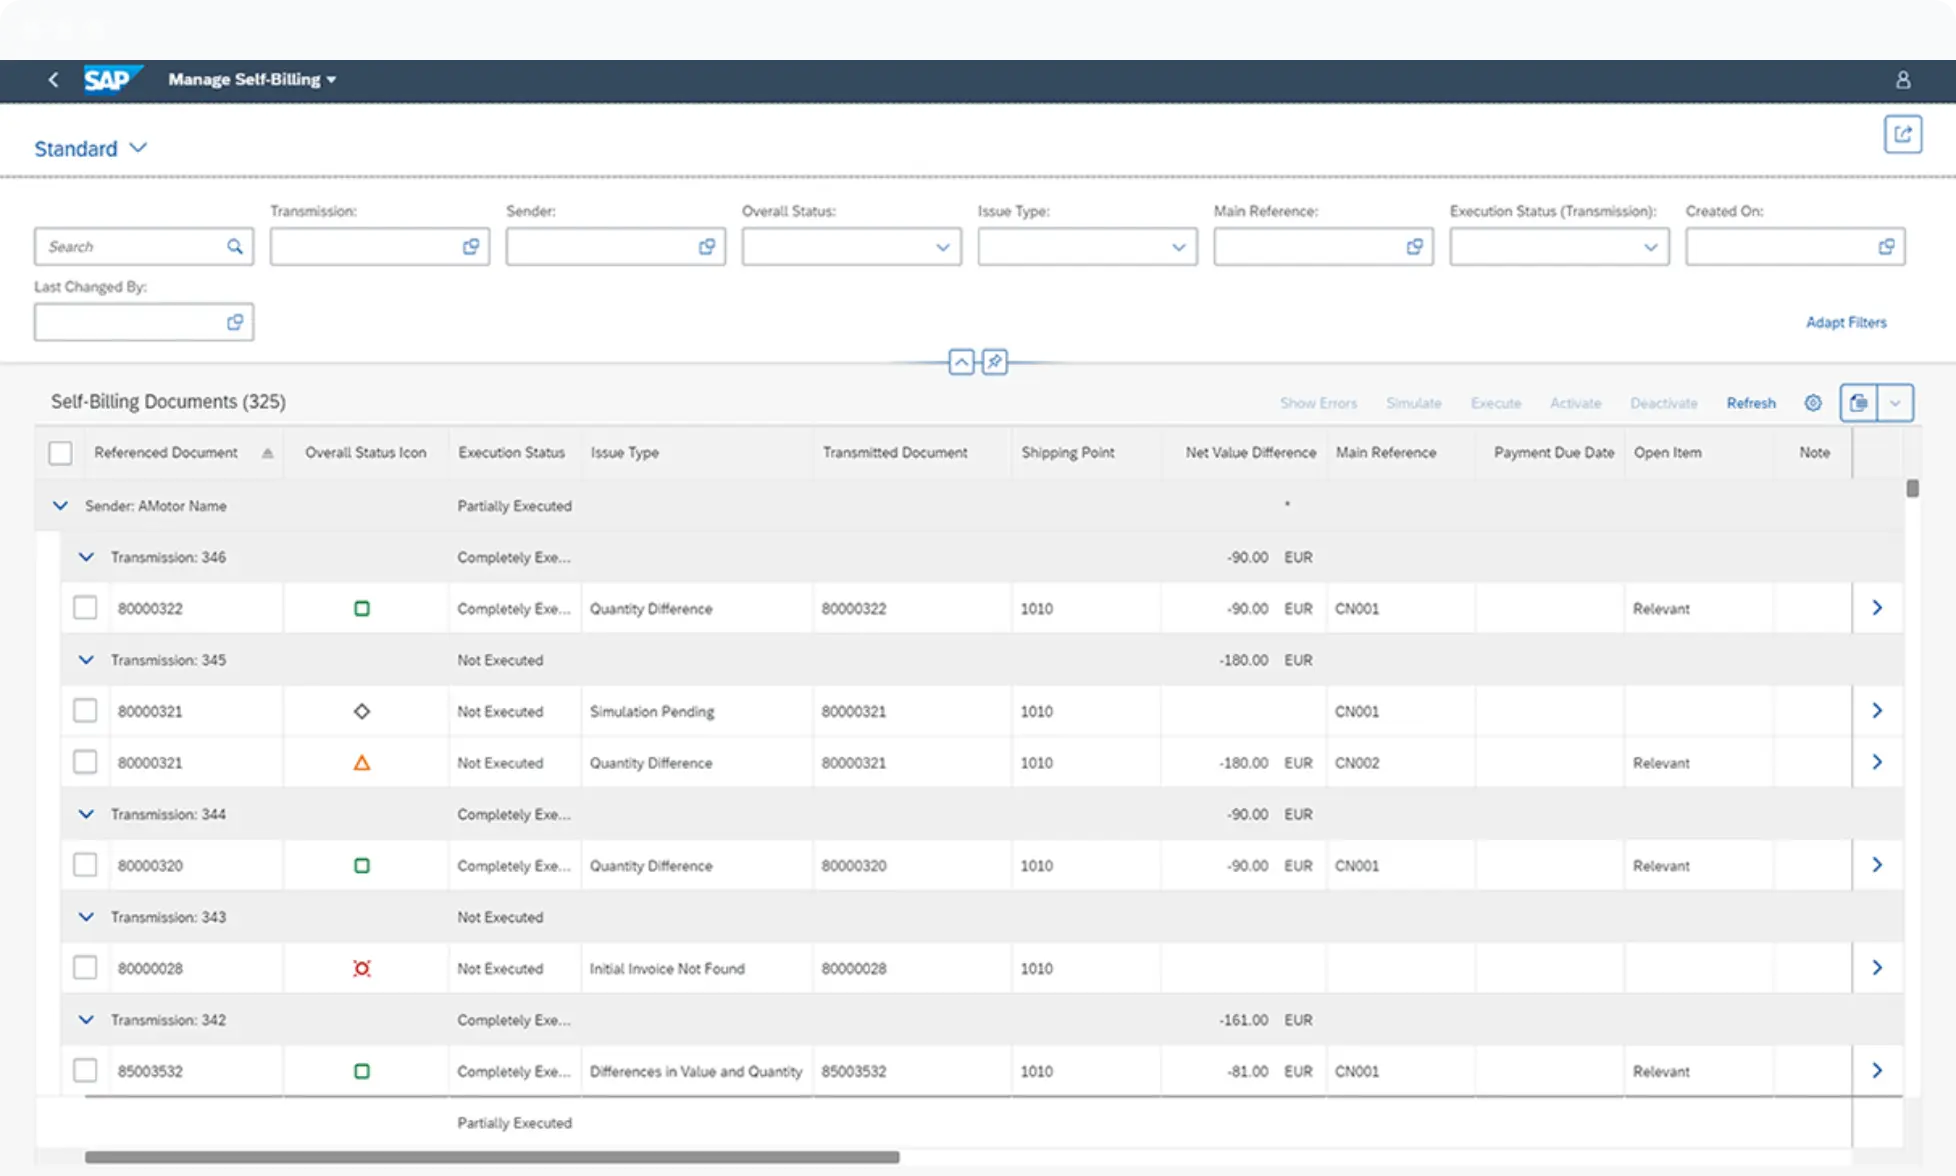 SAP Manage Self-Billing
Standard
Transmission: Sender: Overall Status: Issue Type: Main Reference: Execution Status (Transmission): Created On:
Search
Last Changed By:
Adapt Filters
Self-Billing Documents (325) Show Errors Simulate Execute Activate Deactivate Refresh
Referenced Document Overall Status Icon Execution Status Issue Type Transmitted Document Shipping Point Net Value Difference Main Reference Payment Due Date Open Item Note
Sender: AMotor Name Partially Executed *
Transmission: 346 Completely Exe... -90.00 EUR
80000322 Completely Exe... Quantity Difference 80000322 1010 -90.00 EUR CN001 Relevant
Transmission: 345 Not Executed -180.00 EUR
80000321 Not Executed Simulation Pending 80000321 1010 CN001
80000321 Not Executed Quantity Difference 80000321 1010 -180.00 EUR CN002 Relevant
Transmission: 344 Completely Exe... -90.00 EUR
80000320 Completely Exe... Quantity Difference 80000320 1010 -90.00 EUR CN001 Relevant
Transmission: 343 Not Executed
80000028 Not Executed Initial Invoice Not Found 80000028 1010
Transmission: 342 Completely Exe... -161.00 EUR
85003532 Completely Exe... Differences in Value and Quantity 85003532 1010 -81.00 EUR CN001 Relevant
Partially Executed